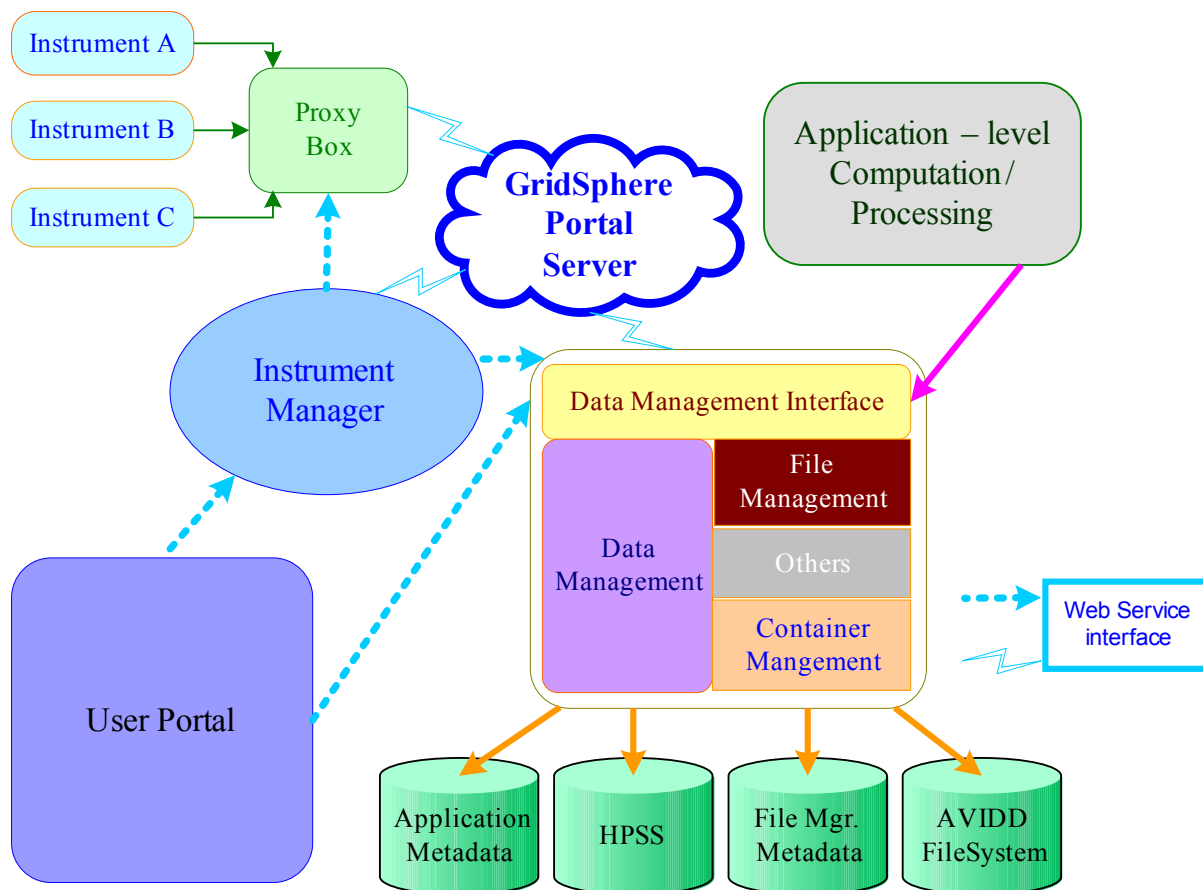 Instrument A
Instrument B
Instrument C
Proxy
Box
GridSphere
Portal
Server
Application – level
Computation/
Processing
Instrument
Manager
Data Management Interface
File
Management
Data
Management
Others
Container
Mangement
Web Service
interface
User Portal
Application
Metadata
HPSS
File Mgr.
Metadata
AVIDD
FileSystem